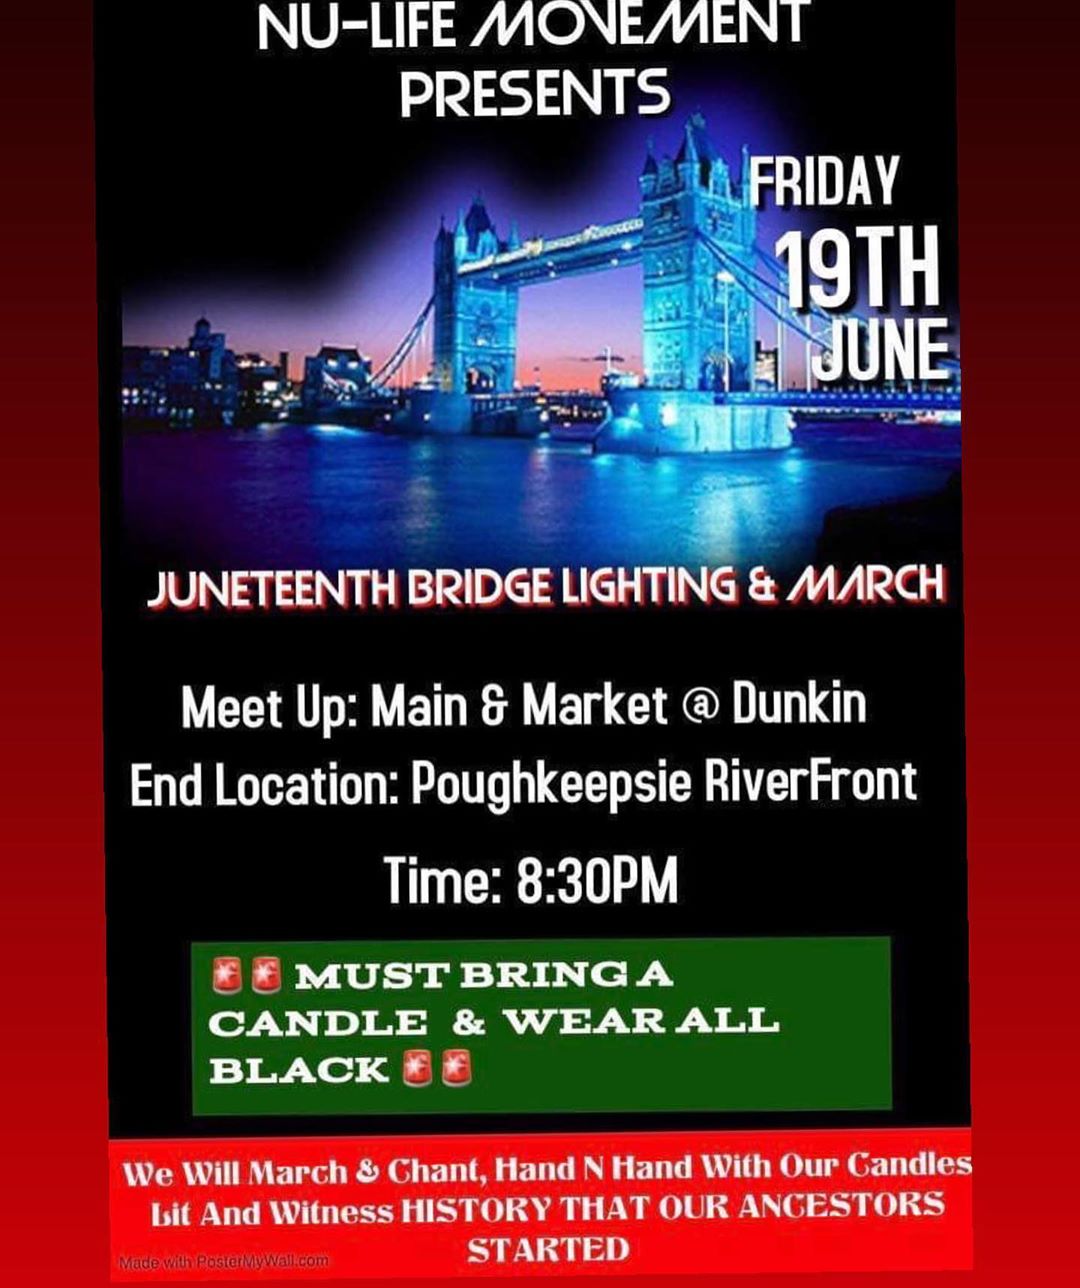 NU-LIFE MOVEMENT
PRESENTS
FRIDAY
19TH
JUNE
JUNETEENTH BRIDGE LIGHTING & MARCH
Meet Up: Main & Market @ Dunkin
End Location: Poughkeepsie RiverFront
Time: 8:30PM
🚨🚨 MUST BRING A
CANDLE & WEAR ALL
BLACK 🚨🚨
We Will March & Chant, Hand N Hand With Our Candles
Lit And Witness HISTORY THAT OUR ANCESTORS
STARTED
Made with PosterMyWall.com